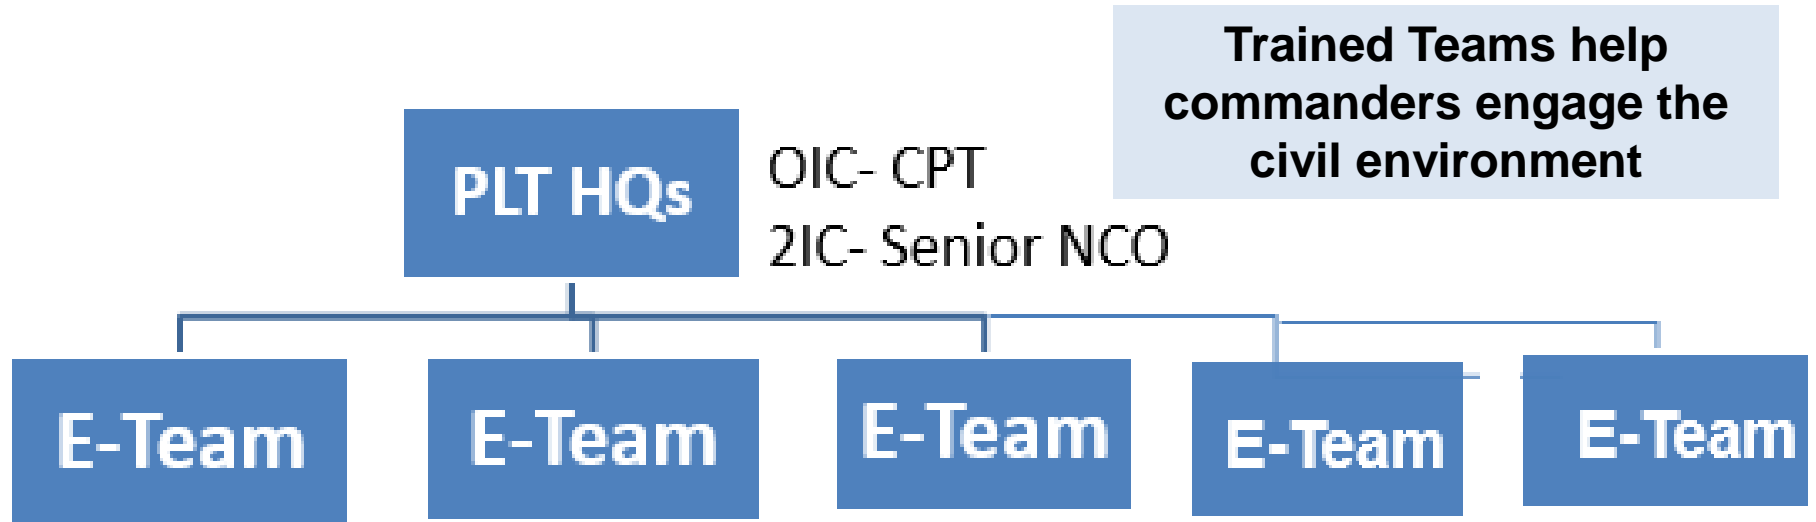 Trained Teams help
commanders engage the
civil environment
PLT HQs
OIC- CPT
2IC- Senior NCO
E-Team
E-Team
E-Team
E-Team
E-Team